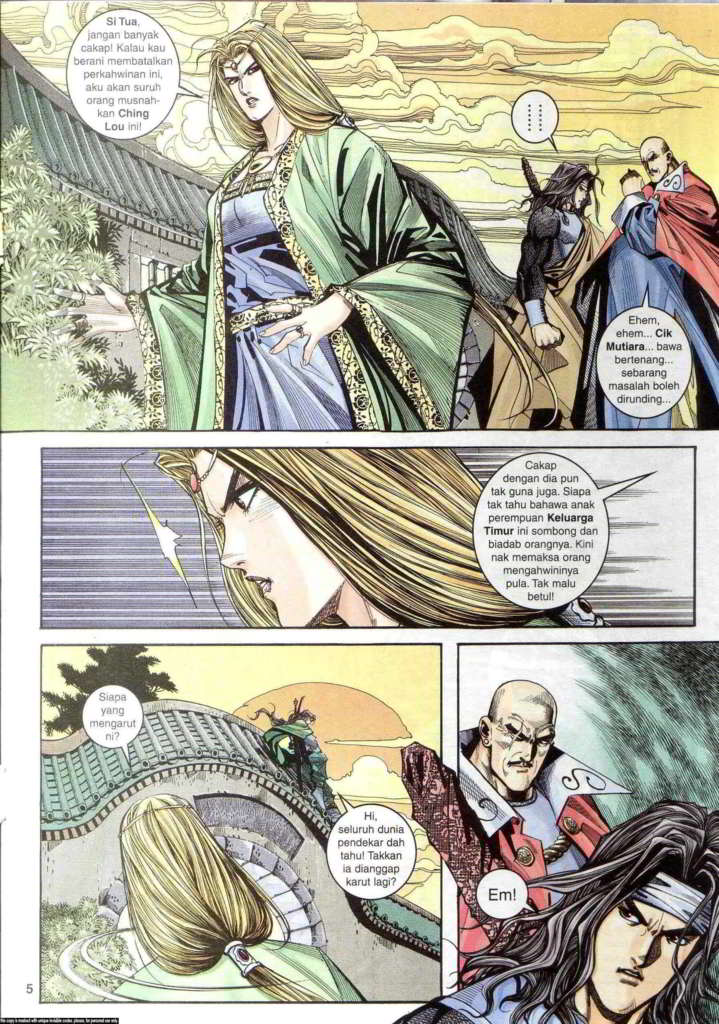 Si Tua,
jangan banyak
cakap! Kalau kau
berani membatalkan
perkahwinan ini,
aku akan suruh
orang musnah-
kan Ching
Lou ini!
Ehem,
ehem... Cik
Mutiara... bawa
bertenang...
sebarang
masalah boleh
dirunding...
Cakap
dengan dia pun
tak guna juga. Siapa
tak tahu bahawa anak
perempuan Keluarga
Timur ini sombong dan
biadab orangnya. Kini
nak memaksa orang
mengahwininya
pula. Tak malu
betul!
Siapa
yang
mengarut
ni?
Hi,
seluruh dunia
pendekar dah
tahu! Takkan
ia dianggap
karut lagi?
Em!
5